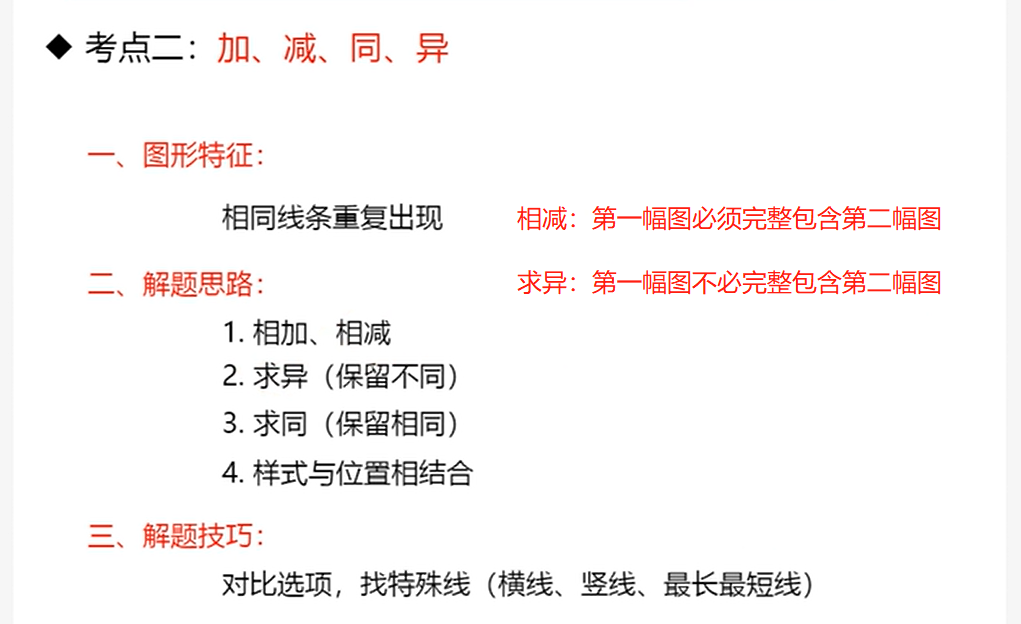 ◆ 考点二：加、减、同、异
一、图形特征：
相同线条重复出现
相减：第一幅图必须完整包含第二幅图
二、解题思路：
求异：第一幅图不必完整包含第二幅图
1. 相加、相减
2. 求异（保留不同）
3. 求同（保留相同）
4. 样式与位置相结合
三、解题技巧：
对比选项，找特殊线（横线、竖线、最长最短线）